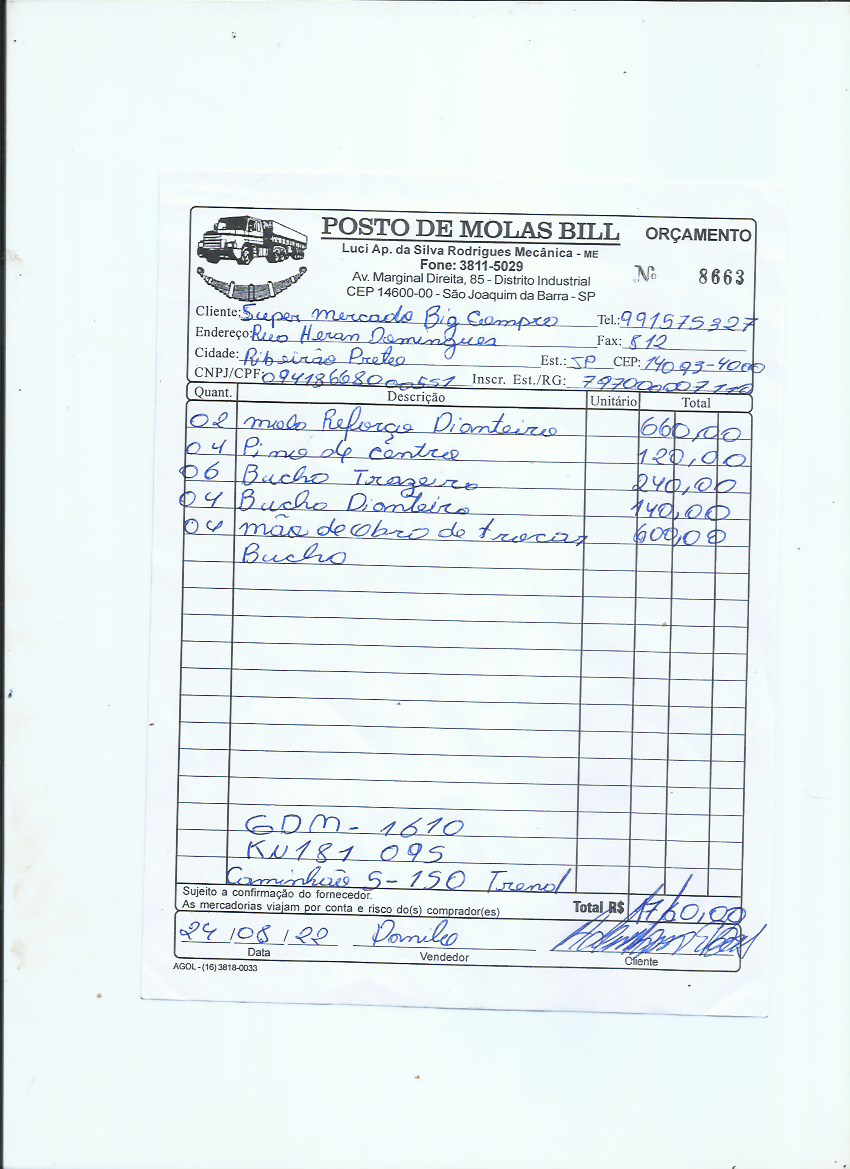 POSTO DE MOLAS BILL
ORÇAMENTO
Luci Ap. da Silva Rodrigues Mecânica - ME
Fone: 3811-5029
Nº 8663
Av. Marginal Direita, 85 - Distrito Industrial
CEP 14600-00 - São Joaquim da Barra - SP
Cliente: Super mercado Big Compra Tel.: 991575327
Endereço: Rua Heran Domingues Fax: 812
Cidade: Ribeirão Preto Est.: SP CEP: 14093-4000
CNPJ/CPF Inscr. Est./RG:
Quant. Descrição Unitário Total
02 mola Reforço Dianteiro 660,00
04 Pino de centro 120,00
06 Bucha Trazeiro 240,00
04 Bucha Dianteiro 140,00
04 mão de obra de trocar 600,00
Bucha
GDM - 1610
KN181 095
Caminhão S-150 Trend
Sujeito a confirmação do fornecedor.
As mercadorias viajam por conta e risco do(s) comprador(es) Total R$ 1760,00
24/08/22 Danilo
Data Vendedor Cliente
AGOL - (16) 3818-0033